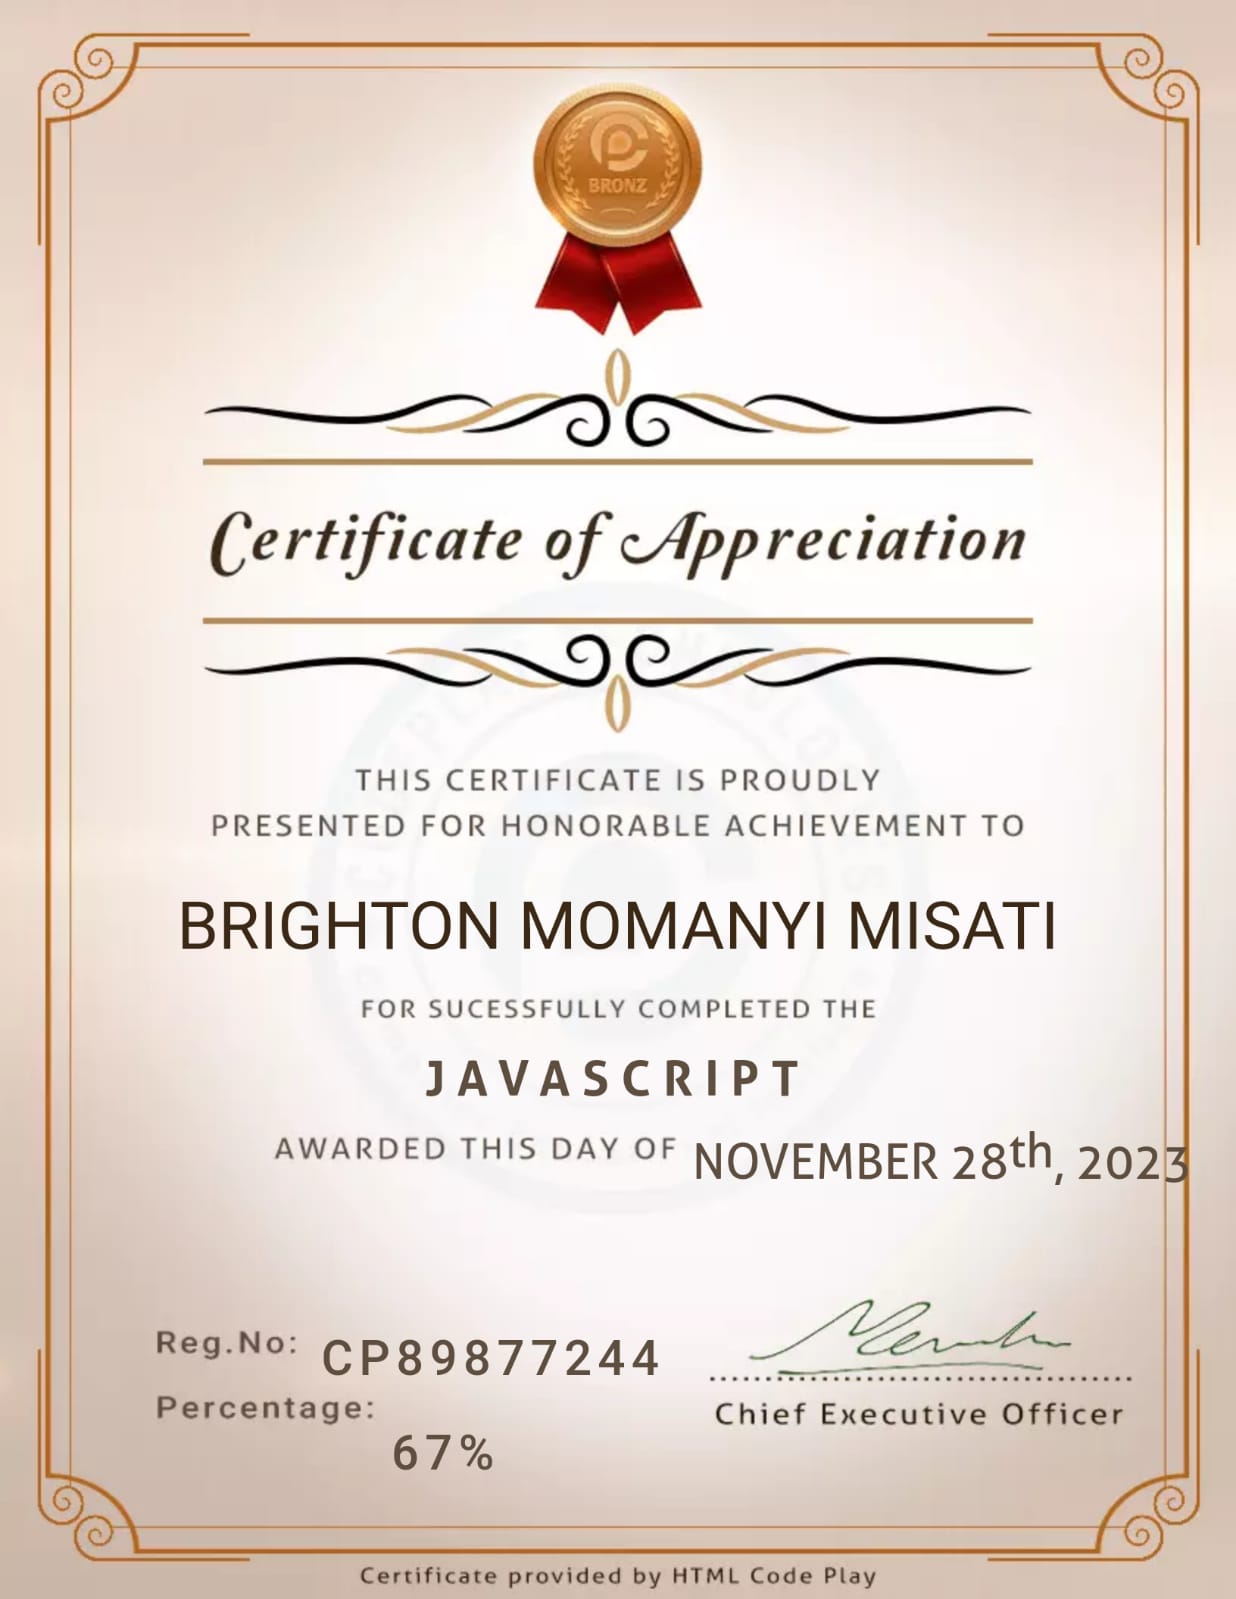 BRONZ
Certificate of Appreciation
THIS CERTIFICATE IS PROUDLY
PRESENTED FOR HONORABLE ACHIEVEMENT TO
BRIGHTON MOMANYI MISATI
FOR SUCESSFULLY COMPLETED THE
JAVASCRIPT
AWARDED THIS DAY OF NOVEMBER 28th, 2023
Reg.No: CP89877244
Percentage:
67%
Chief Executive Officer
Certificate provided by HTML Code Play